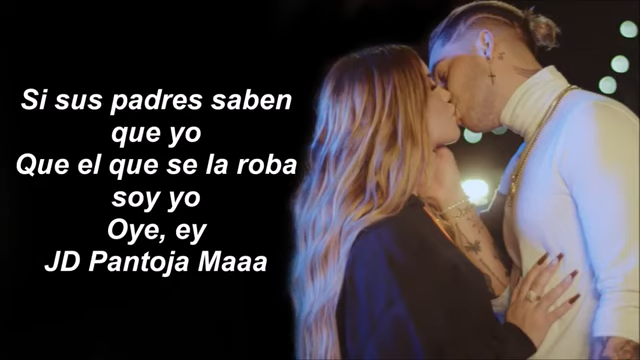 Si sus padres saben
que yo
Que el que se la roba
soy yo
Oye, ey
JD Pantoja Maaa